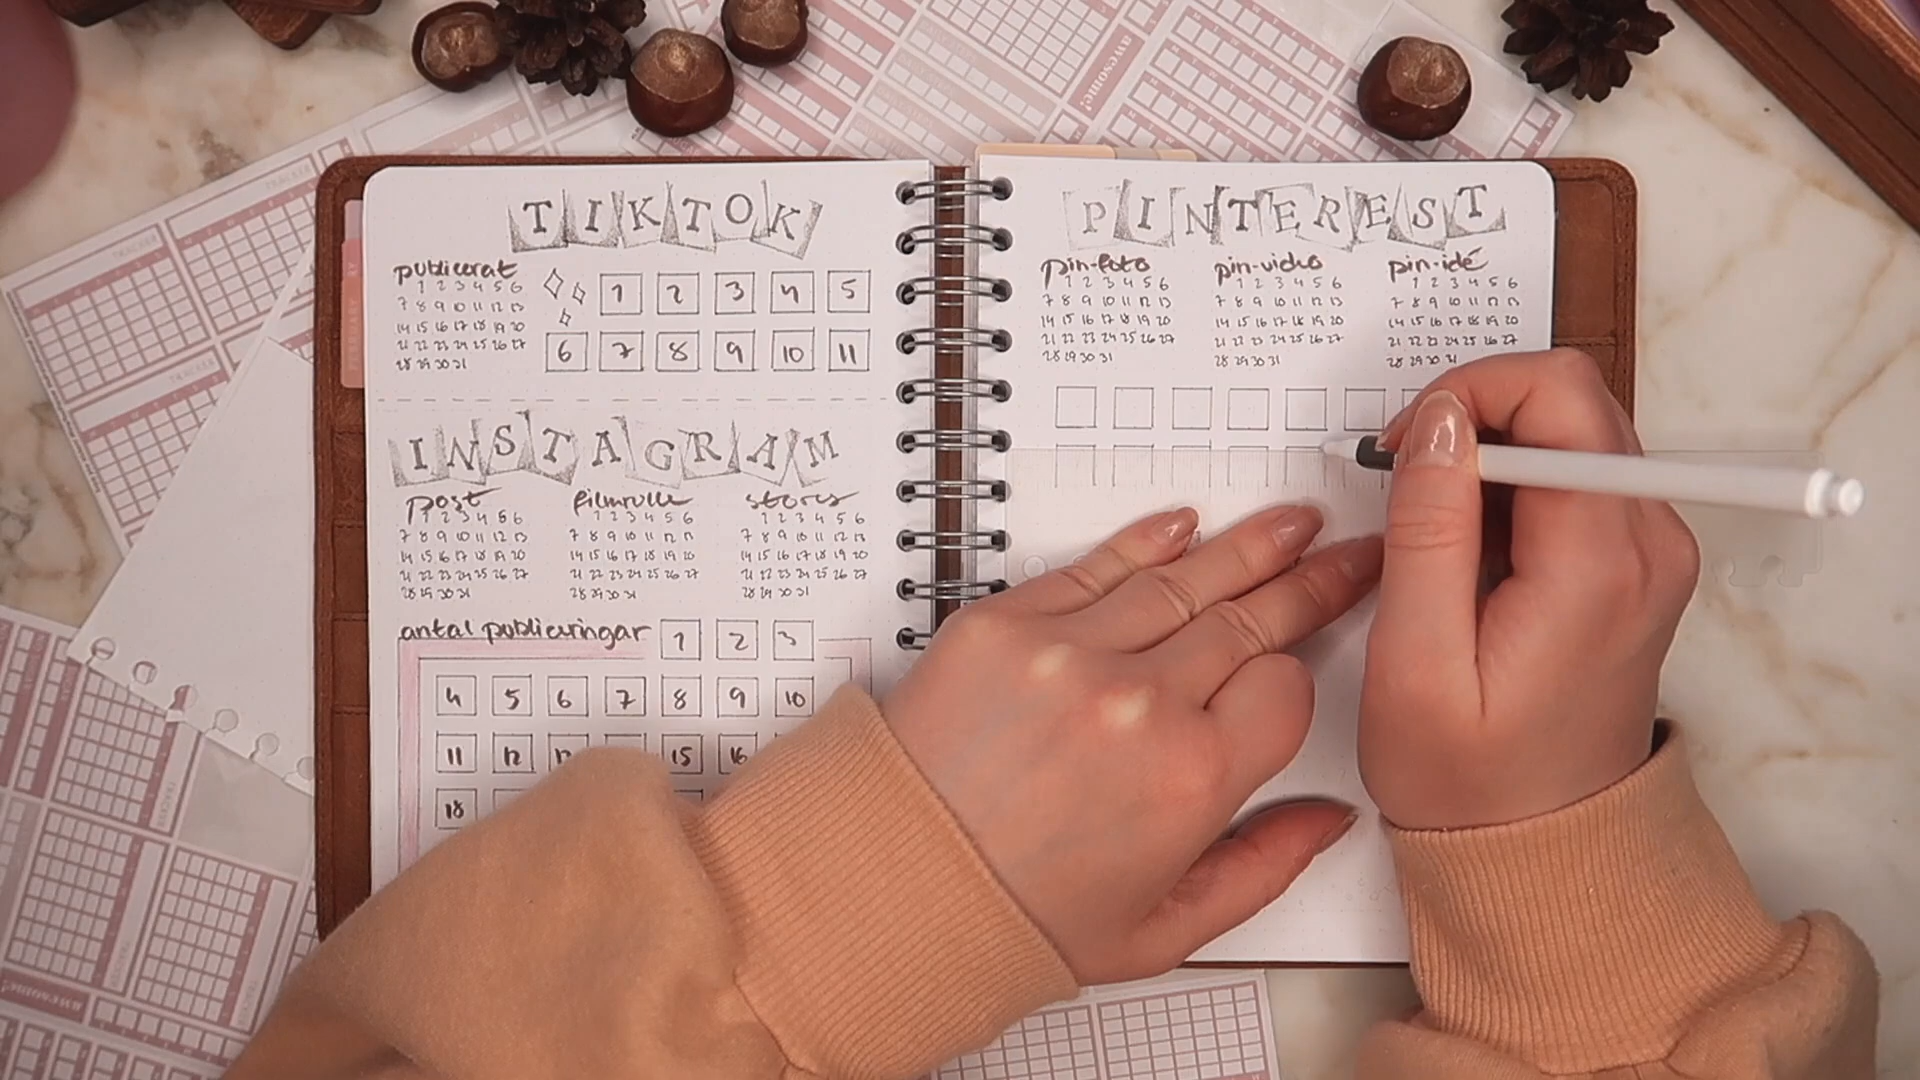 TIKTOK
publicerat
1 2 3 4 5 6
7 8 9 10 11 12 13
14 15 16 17 18 19 20
21 22 23 24 25 26 27
28 29 30 31
1 2 3 4 5
6 7 8 9 10 11
INSTAGRAM
post
1 2 3 4 5 6
7 8 9 10 11 12 13
14 15 16 17 18 19 20
21 22 23 24 25 26 27
28 29 30 31
filmrulle
1 2 3 4 5 6
7 8 9 10 11 12 13
14 15 16 17 18 19 20
21 22 23 24 25 26 27
28 29 30 31
story
1 2 3 4 5 6
7 8 9 10 11 12 13
14 15 16 17 18 19 20
21 22 23 24 25 26 27
28 29 30 31
antal publiceringar 1 2 3
4 5 6 7 8 9 10
11 12 13 15 16
18
PINTEREST
pin-foto
1 2 3 4 5 6
7 8 9 10 11 12 13
14 15 16 17 18 19 20
21 22 23 24 25 26 27
28 29 30 31
pin-video
1 2 3 4 5 6
7 8 9 10 11 12 13
14 15 16 17 18 19 20
21 22 23 24 25 26 27
28 29 30 31
pin-idé
1 2 3 4 5 6
7 8 9 10 11 12 13
14 15 16 17 18 19 20
21 22 23 24 25 26 27
28 29 30 31
awesome!
awesome!
TRACKER
TRACKER
TRACKER
FEBRUARY